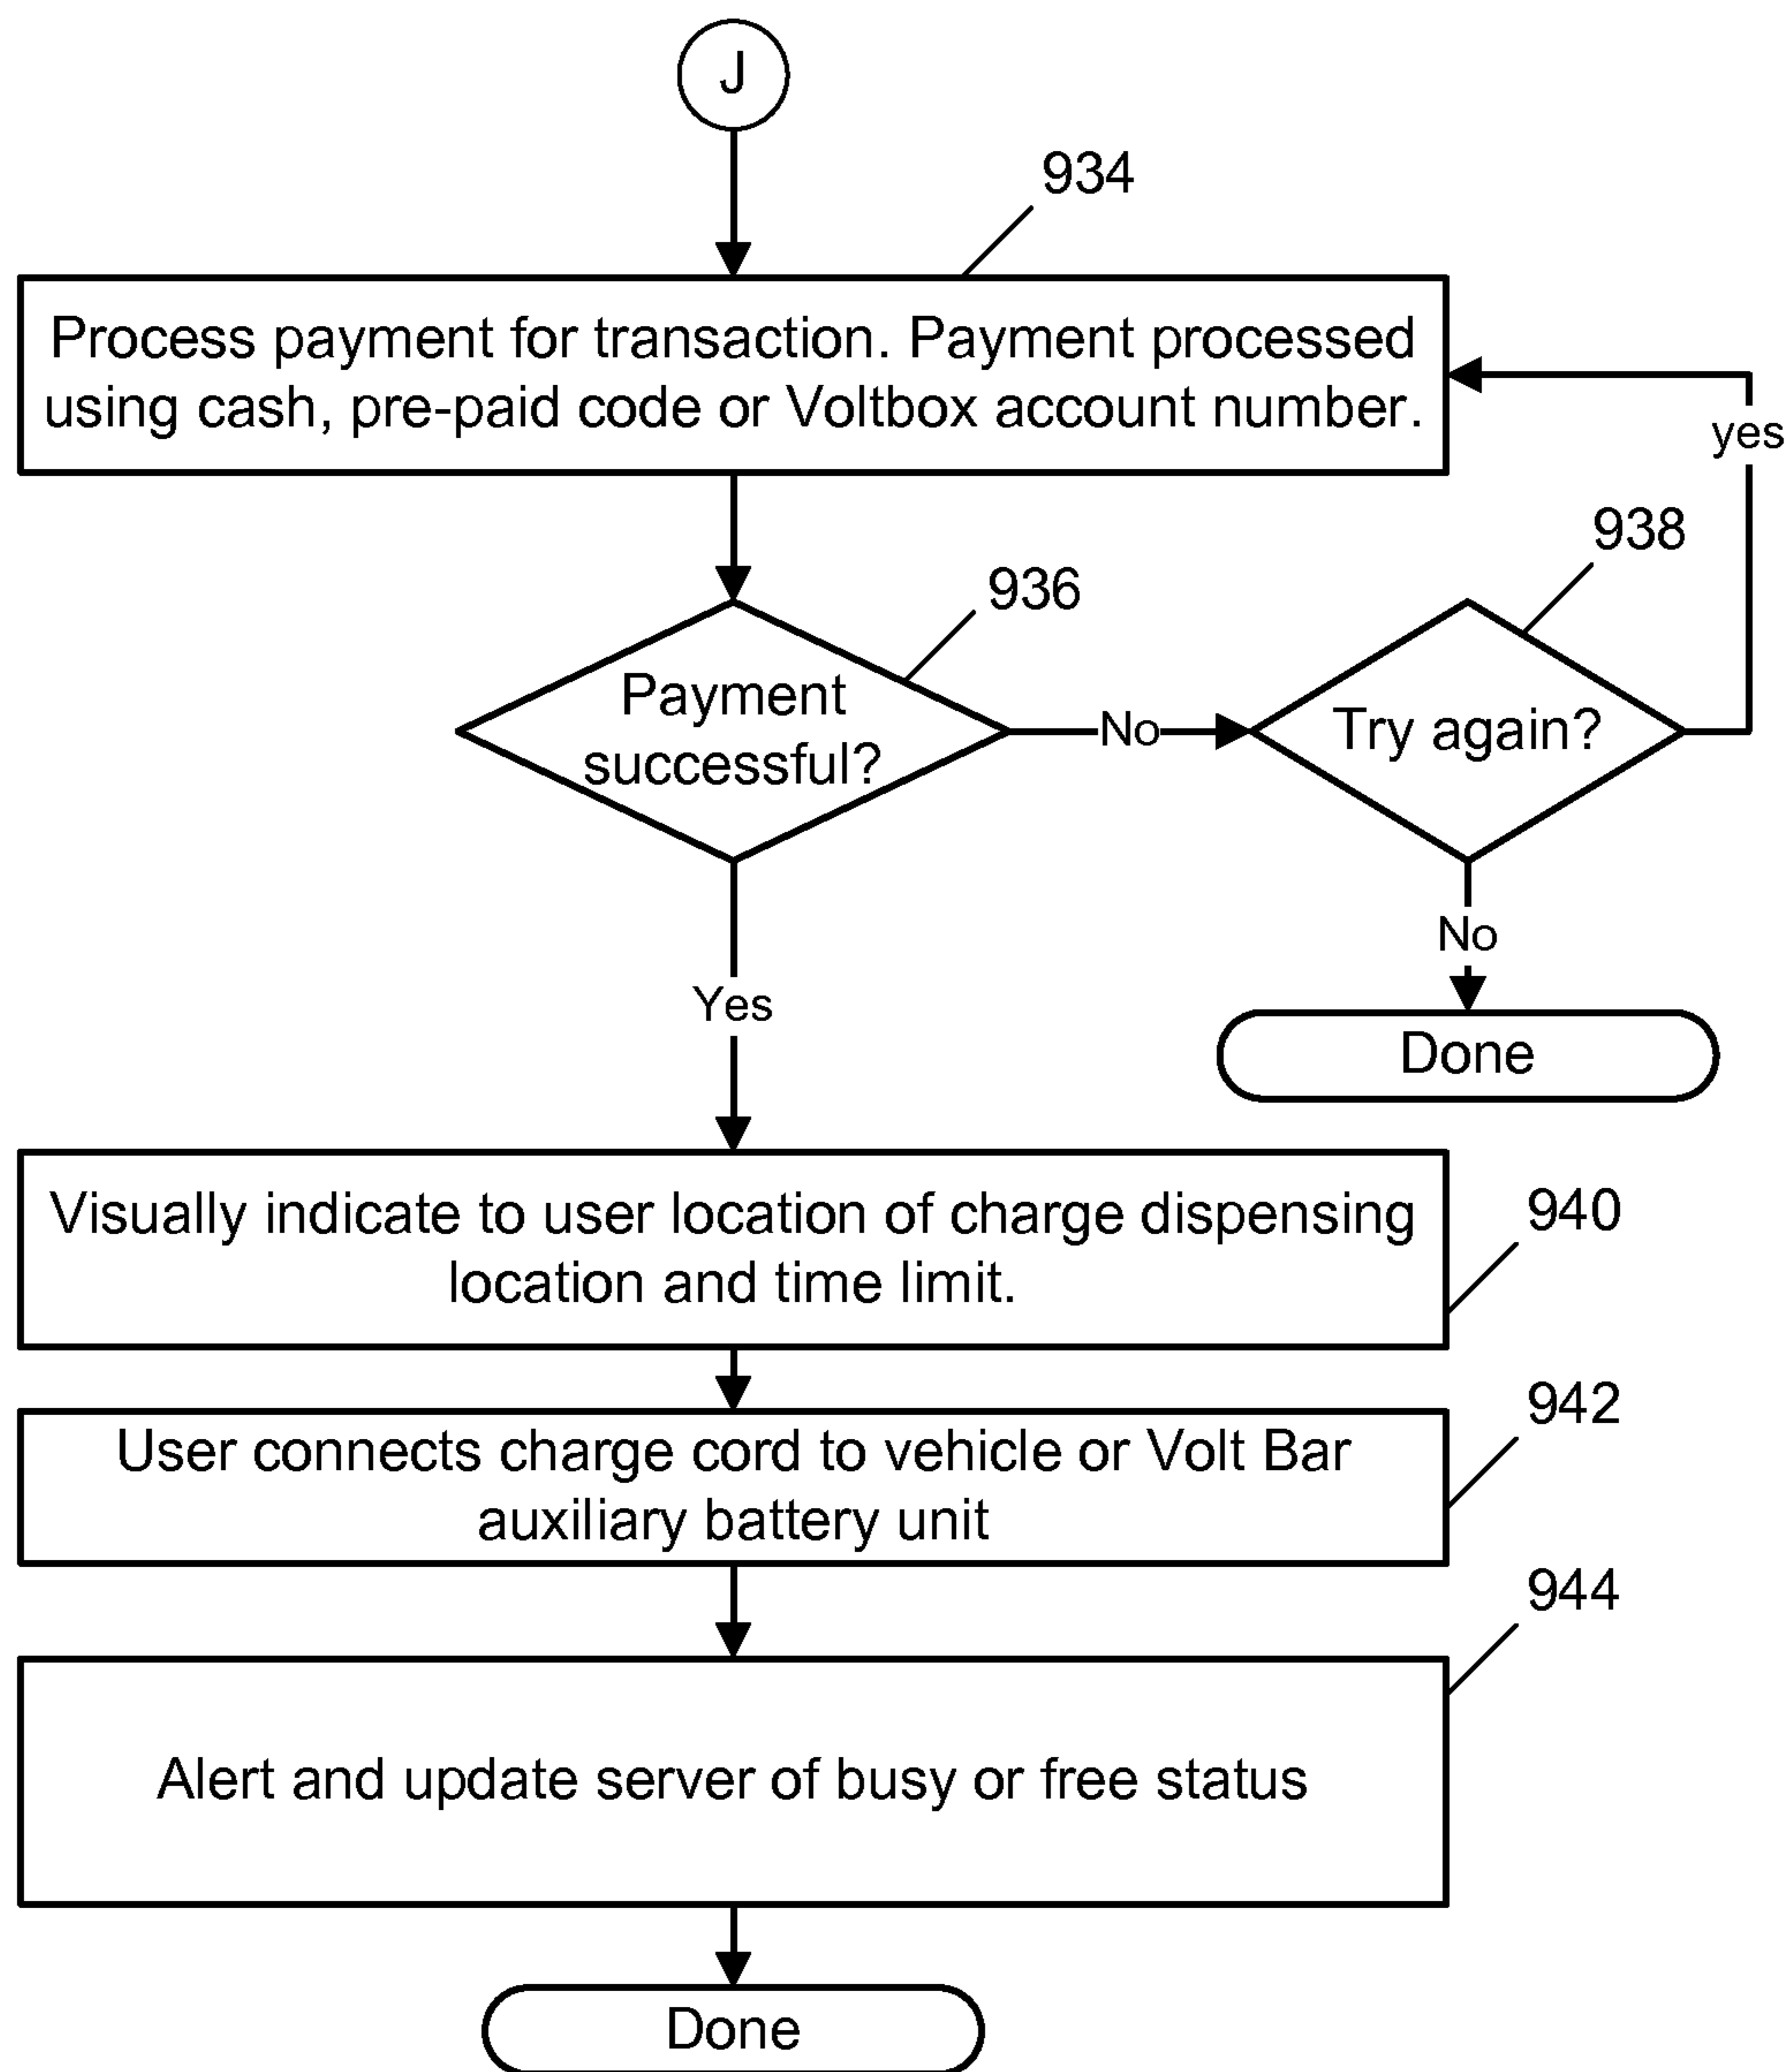 J
934
Process payment for transaction. Payment processed
using cash, pre-paid code or Voltbox account number.
yes
938
936
Payment
successful?
No
Try again?
No
Yes
Done
Visually indicate to user location of charge dispensing
location and time limit.
940
User connects charge cord to vehicle or Volt Bar
auxiliary battery unit
942
944
Alert and update server of busy or free status
Done